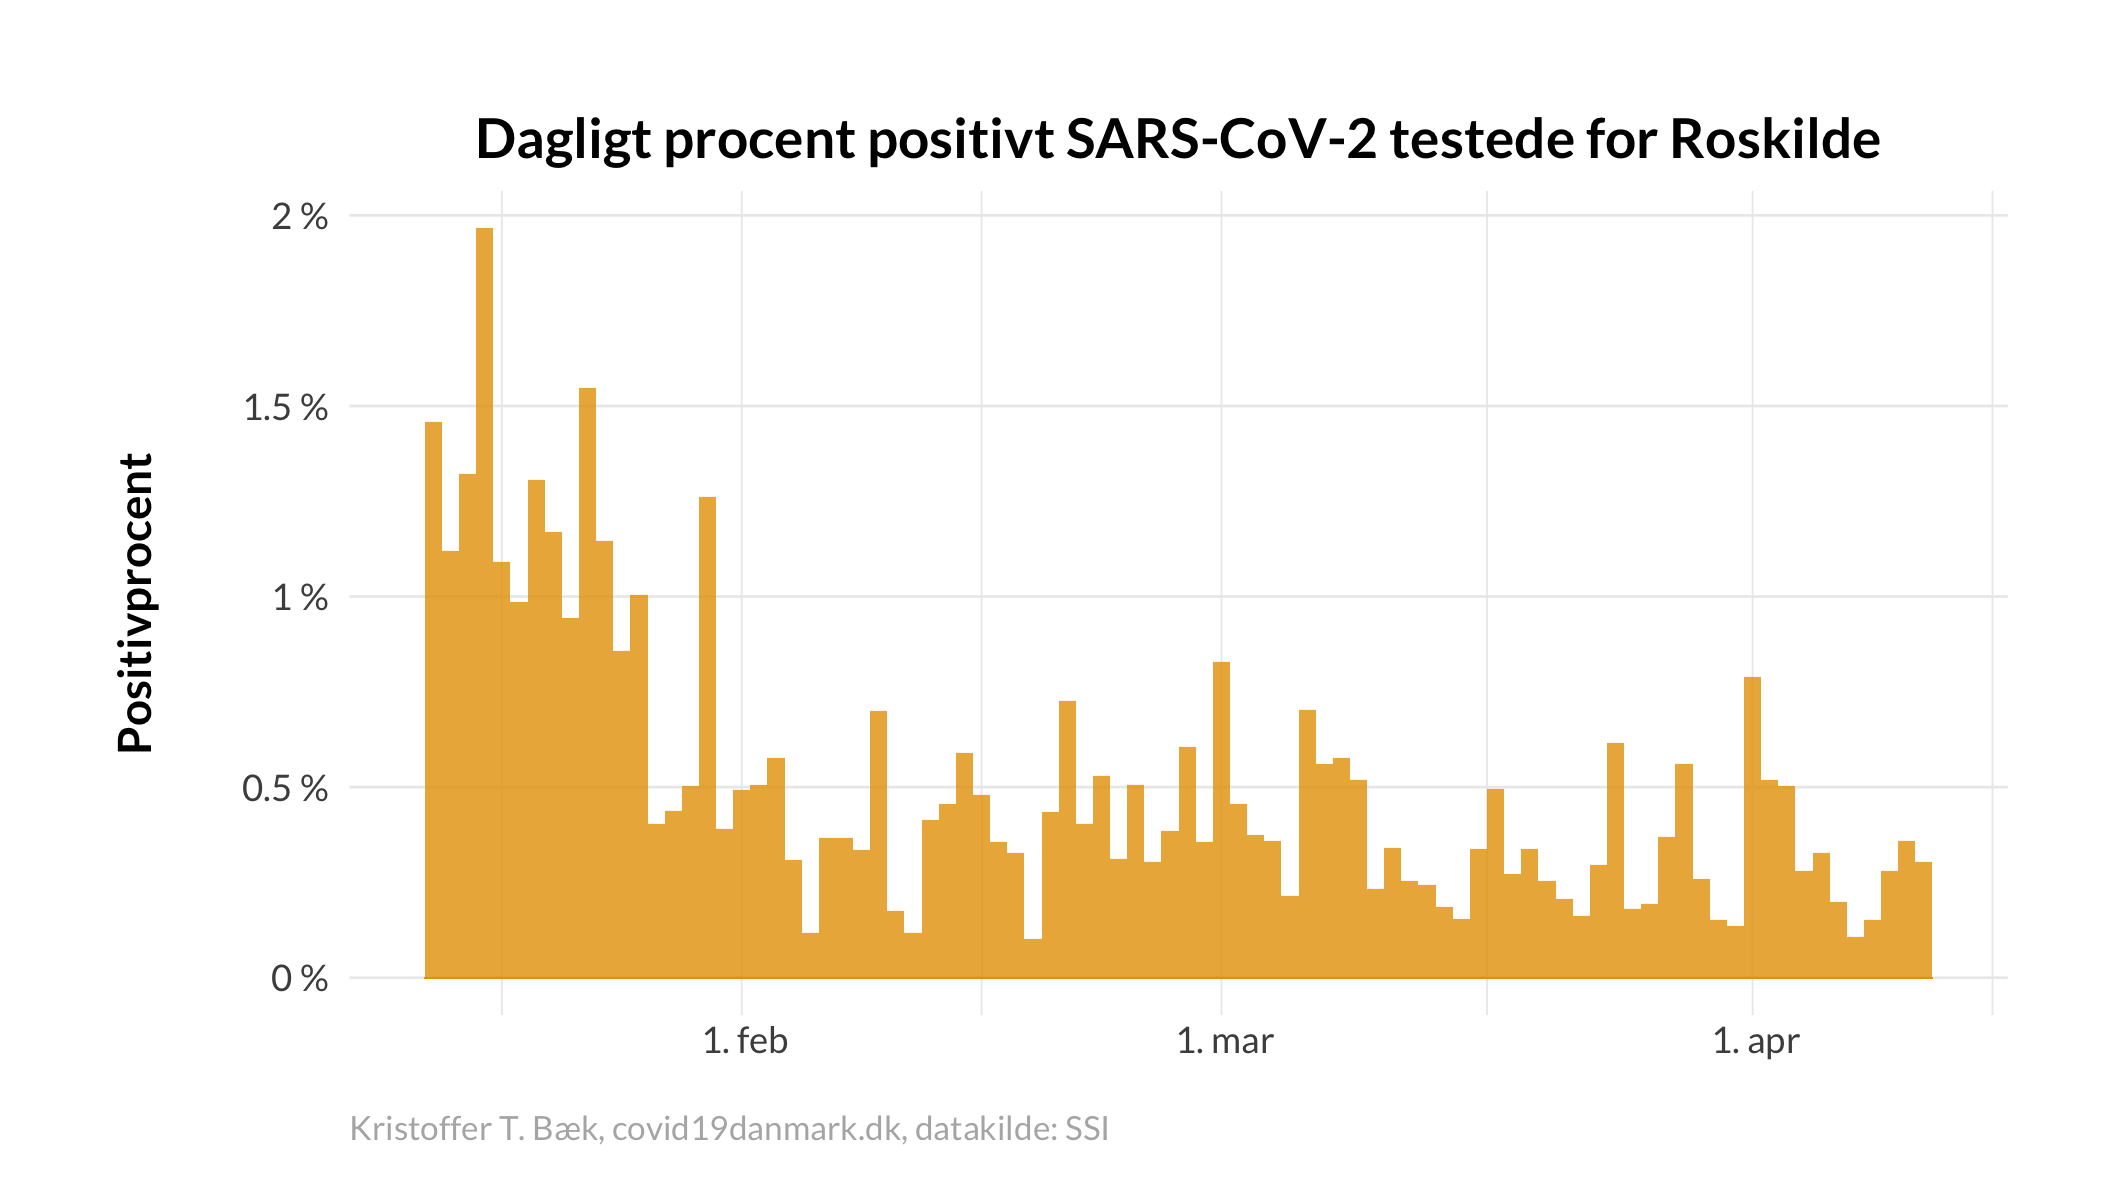 Dagligt procent positivt SARS-CoV-2 testede for Roskilde
Positivprocent
2 %
1.5 %
1 %
0.5 %
0 %
1. feb
1. mar
1. apr
Kristoffer T. Bæk, covid19danmark.dk, datakilde: SSI